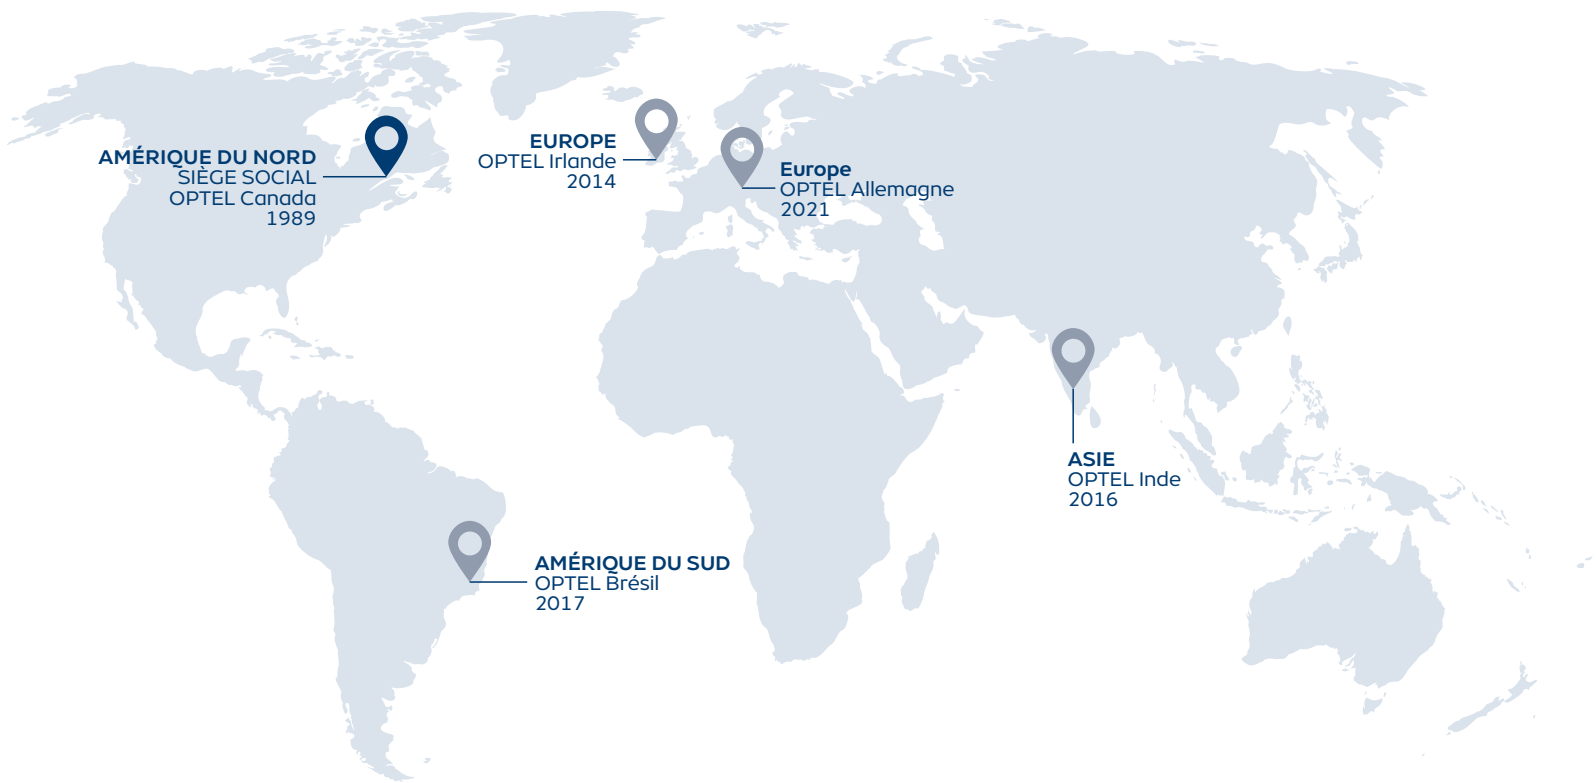 AMÉRIQUE DU NORD
SIÈGE SOCIAL
OPTEL Canada
1989
EUROPE
OPTEL Irlande
2014
Europe
OPTEL Allemagne
2021
ASIE
OPTEL Inde
2016
AMÉRIQUE DU SUD
OPTEL Brésil
2017